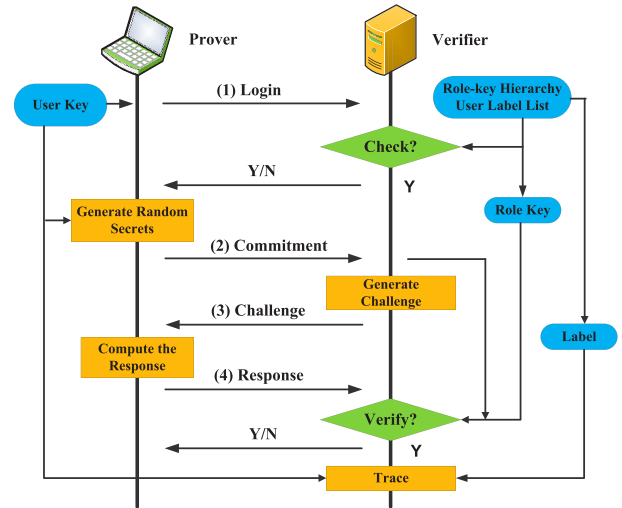 Prover
Verifier
User Key
(1) Login
Role-key Hierarchy
User Label List
Check?
Y/N
Y
Generate Random
Secrets
Role Key
(2) Commitment
Generate
Challenge
(3) Challenge
Compute the
Response
Label
(4) Response
Verify?
Y/N
Y
Trace